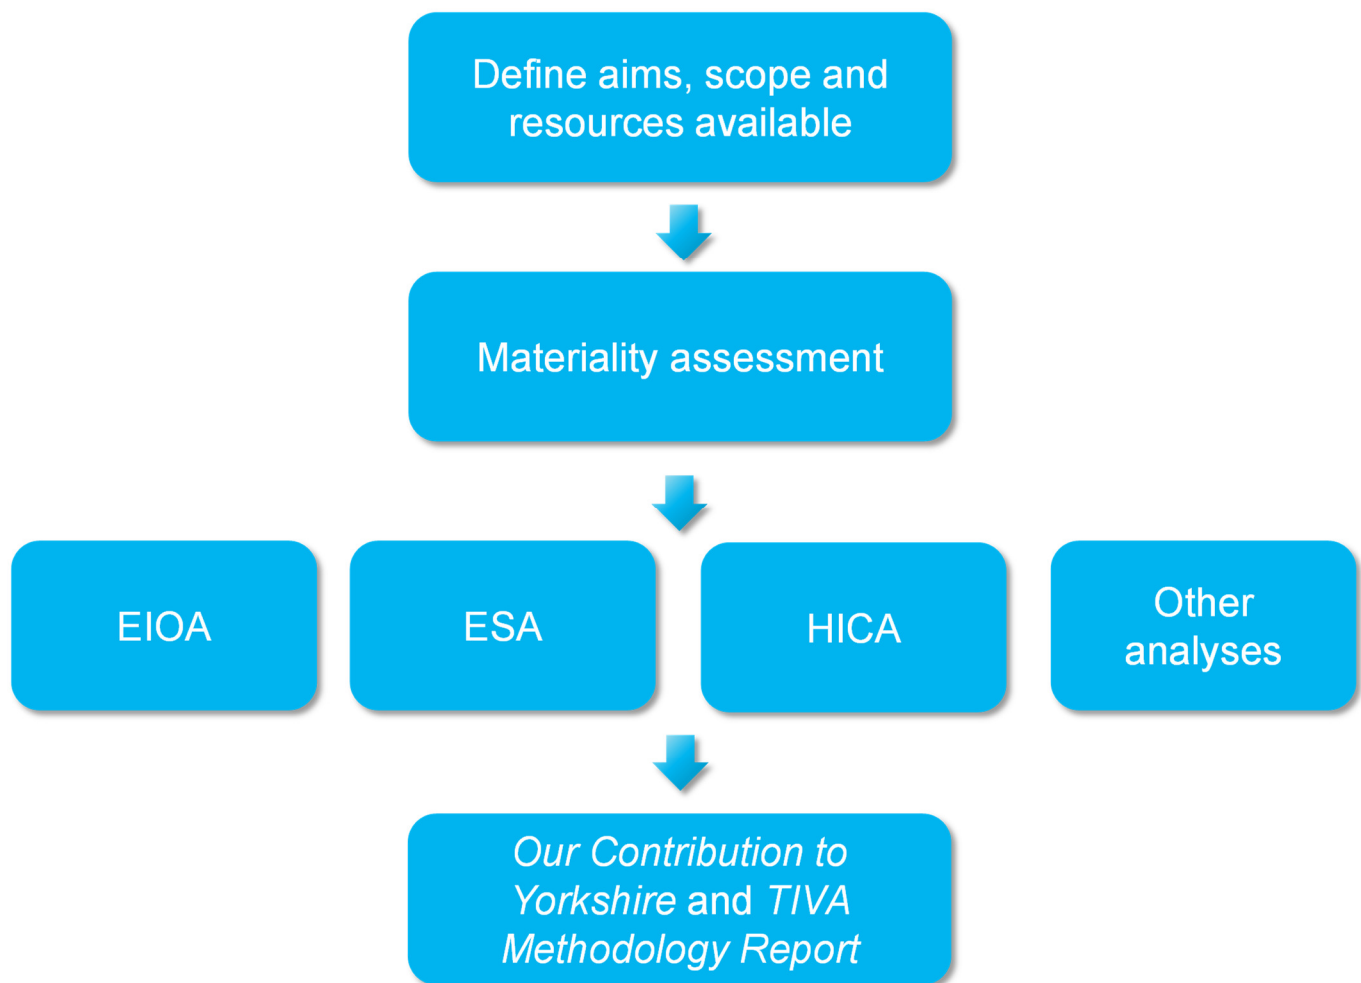 Define aims, scope and
resources available
Materiality assessment
EIOA
ESA
HICA
Other
analyses
Our Contribution to
Yorkshire and TIVA
Methodology Report